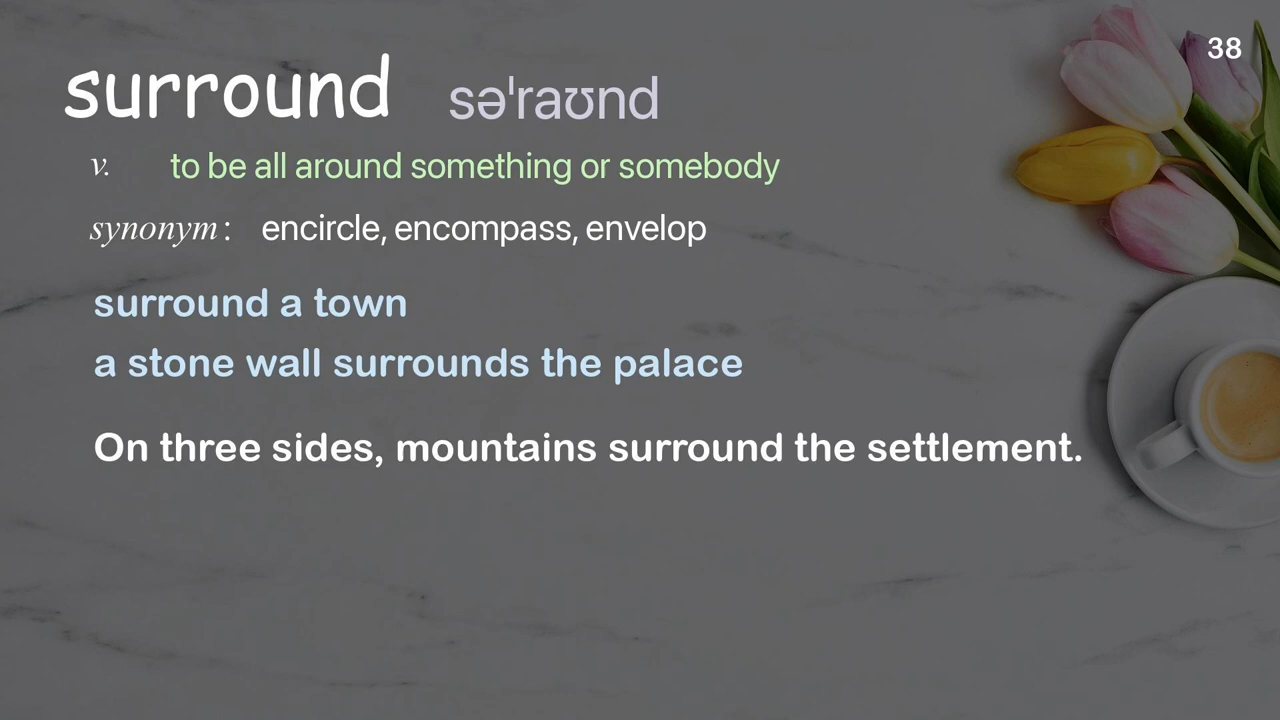 38
surround səˈraʊnd
v. to be all around something or somebody
synonym: encircle, encompass, envelop
surround a town
a stone wall surrounds the palace
On three sides, mountains surround the settlement.